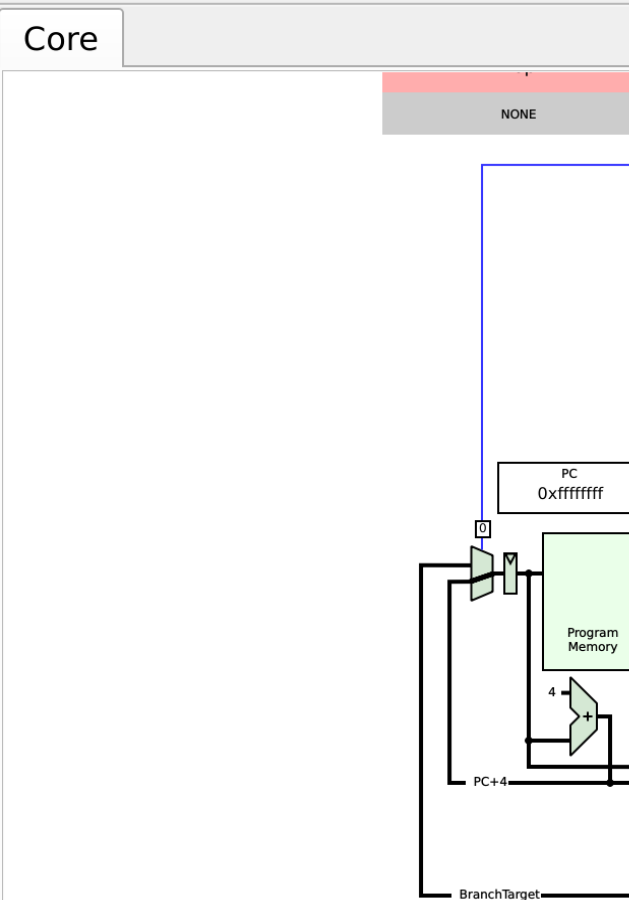 Core
NONE
PC
0xffffffff
0
Program
Memory
4
+
PC+4
BranchTarget